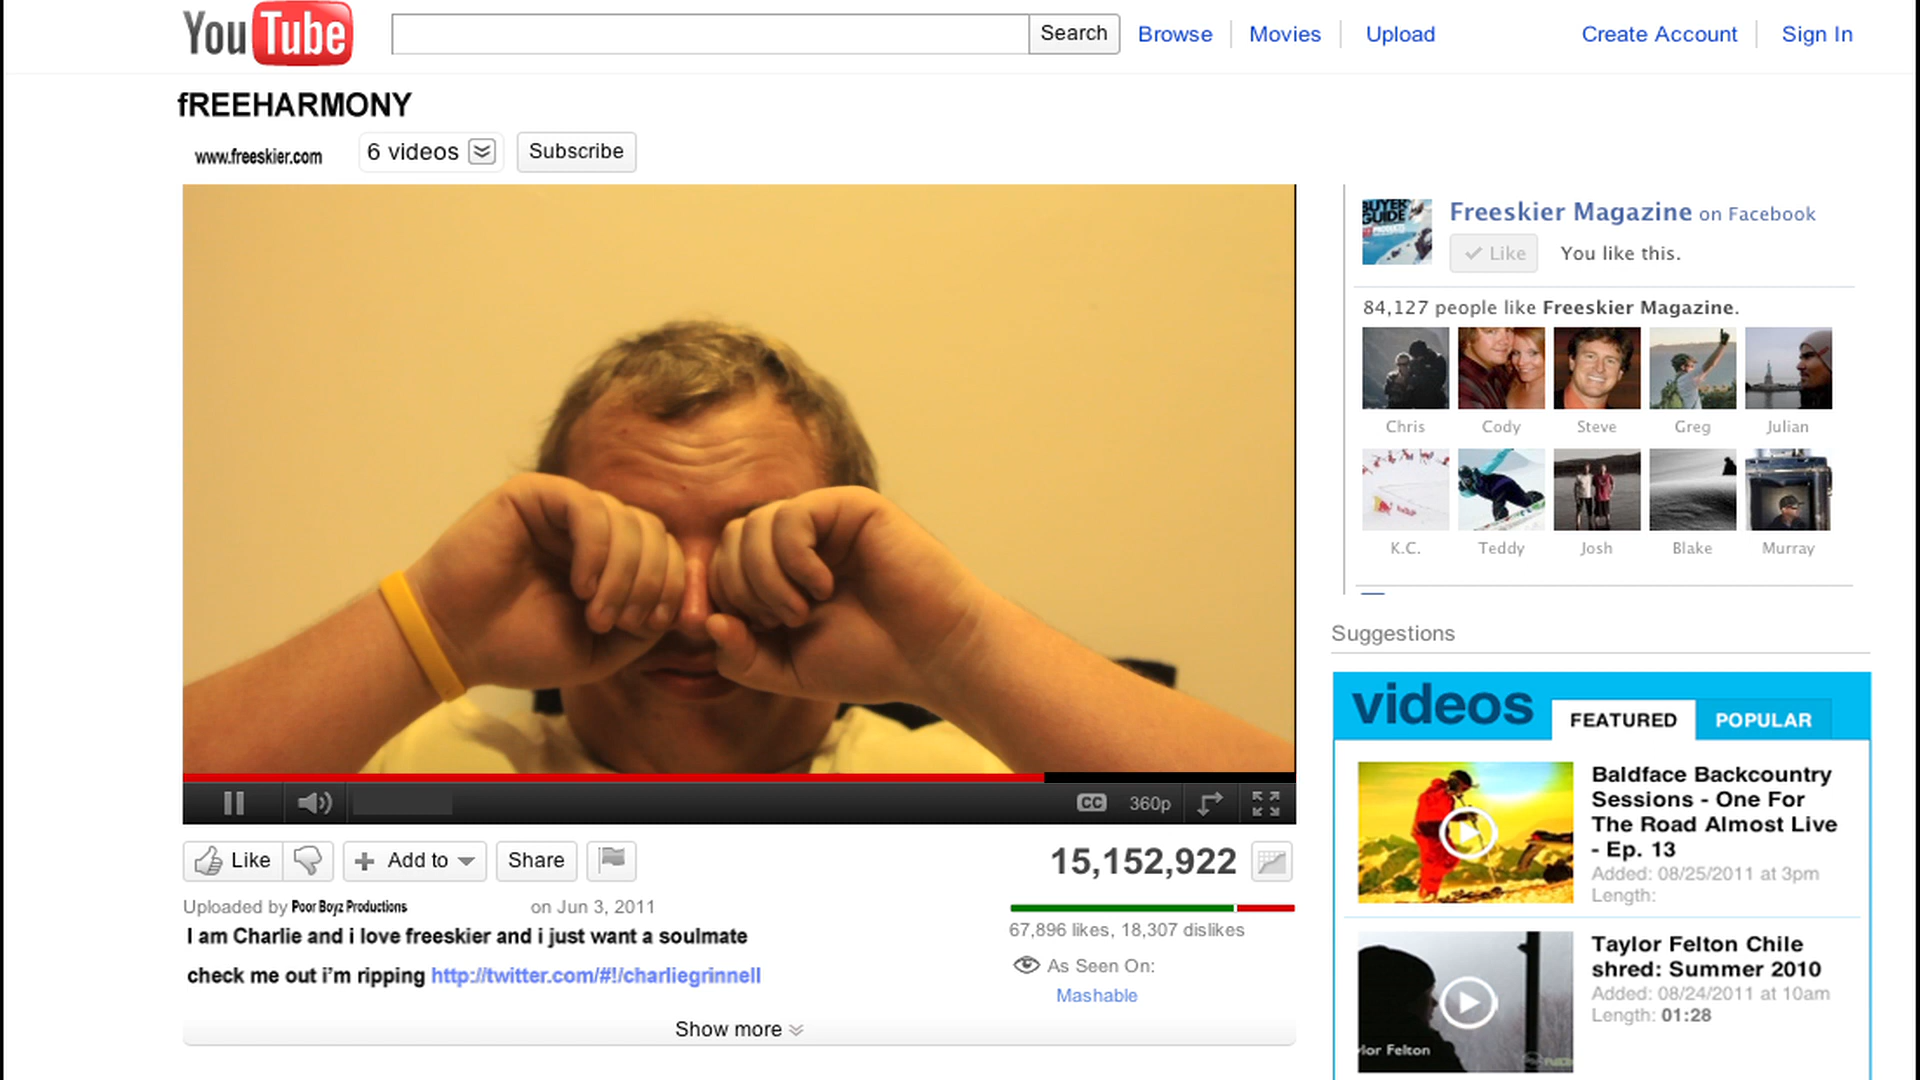 YouTube
Search
Browse
Movies
Upload
Create Account
Sign In
fREEHARMONY
www.freeskier.com
6 videos
Subscribe
BUYER
GUIDE
PRODUCTS
Freeskier Magazine on Facebook
Like
You like this.
84,127 people like Freeskier Magazine.
Chris
Cody
Steve
Greg
Julian
K.C.
Teddy
Josh
Blake
Murray
Suggestions
videos
FEATURED
POPULAR
Baldface Backcountry
Sessions - One For
The Road Almost Live
- Ep. 13
Added: 08/25/2011 at 3pm
Length:
Taylor Felton Chile
shred: Summer 2010
Added: 08/24/2011 at 10am
Length: 01:28
lor Felton
CC
360p
Like
Add to
Share
15,152,922
Uploaded by Poor Boyz Productions on Jun 3, 2011
I am Charlie and i love freeskier and i just want a soulmate
check me out i'm ripping http://twitter.com/#!/charliegrinnell
67,896 likes, 18,307 dislikes
As Seen On:
Mashable
Show more